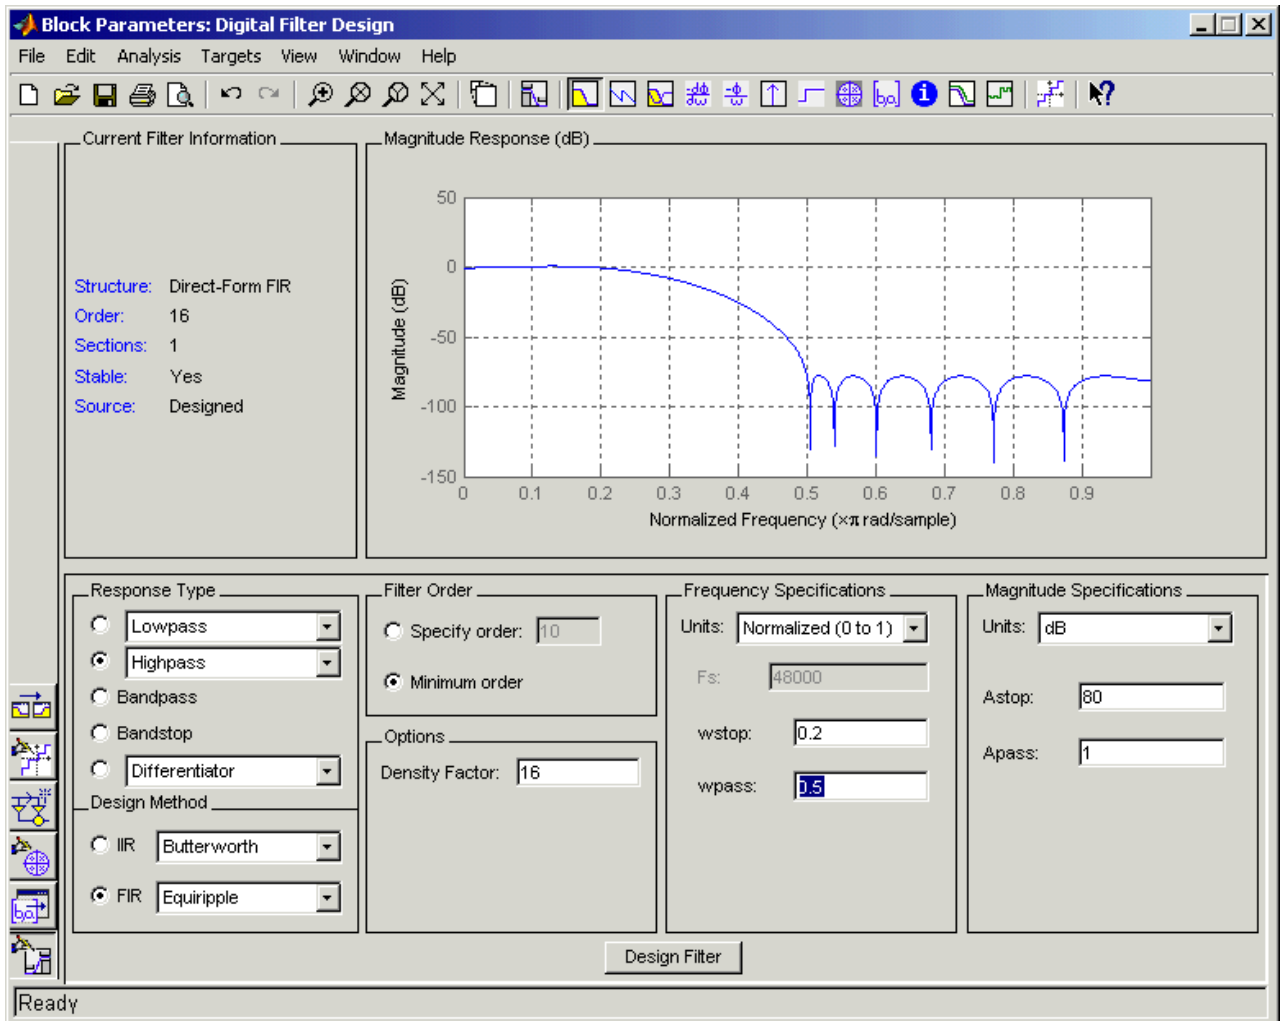 Block Parameters: Digital Filter Design
File Edit Analysis Targets View Window Help
Current Filter Information
Structure: Direct-Form FIR
Order: 16
Sections: 1
Stable: Yes
Source: Designed
Magnitude Response (dB)
50
0
-50
-100
-150
Magnitude (dB)
0 0.1 0.2 0.3 0.4 0.5 0.6 0.7 0.8 0.9
Normalized Frequency (×π rad/sample)
Response Type
Lowpass
Highpass
Bandpass
Bandstop
Differentiator
Design Method
IIR Butterworth
FIR Equiripple
Filter Order
Specify order: 10
Minimum order
Options
Density Factor: 16
Frequency Specifications
Units: Normalized (0 to 1)
Fs: 48000
wstop: 0.2
wpass: 0.5
Magnitude Specifications
Units: dB
Astop: 80
Apass: 1
Design Filter
Ready